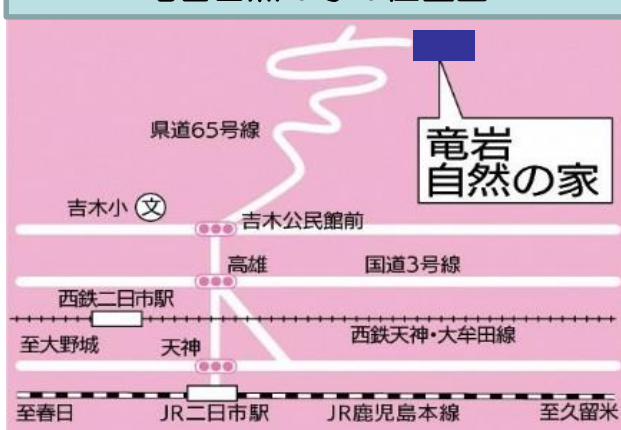 県道65号線
竜岩
自然の家
吉木小 文
吉木公民館前
高雄
国道3号線
西鉄二日市駅
西鉄天神・大牟田線
至大野城
天神
至春日
JR二日市駅
JR鹿児島本線
至久留米